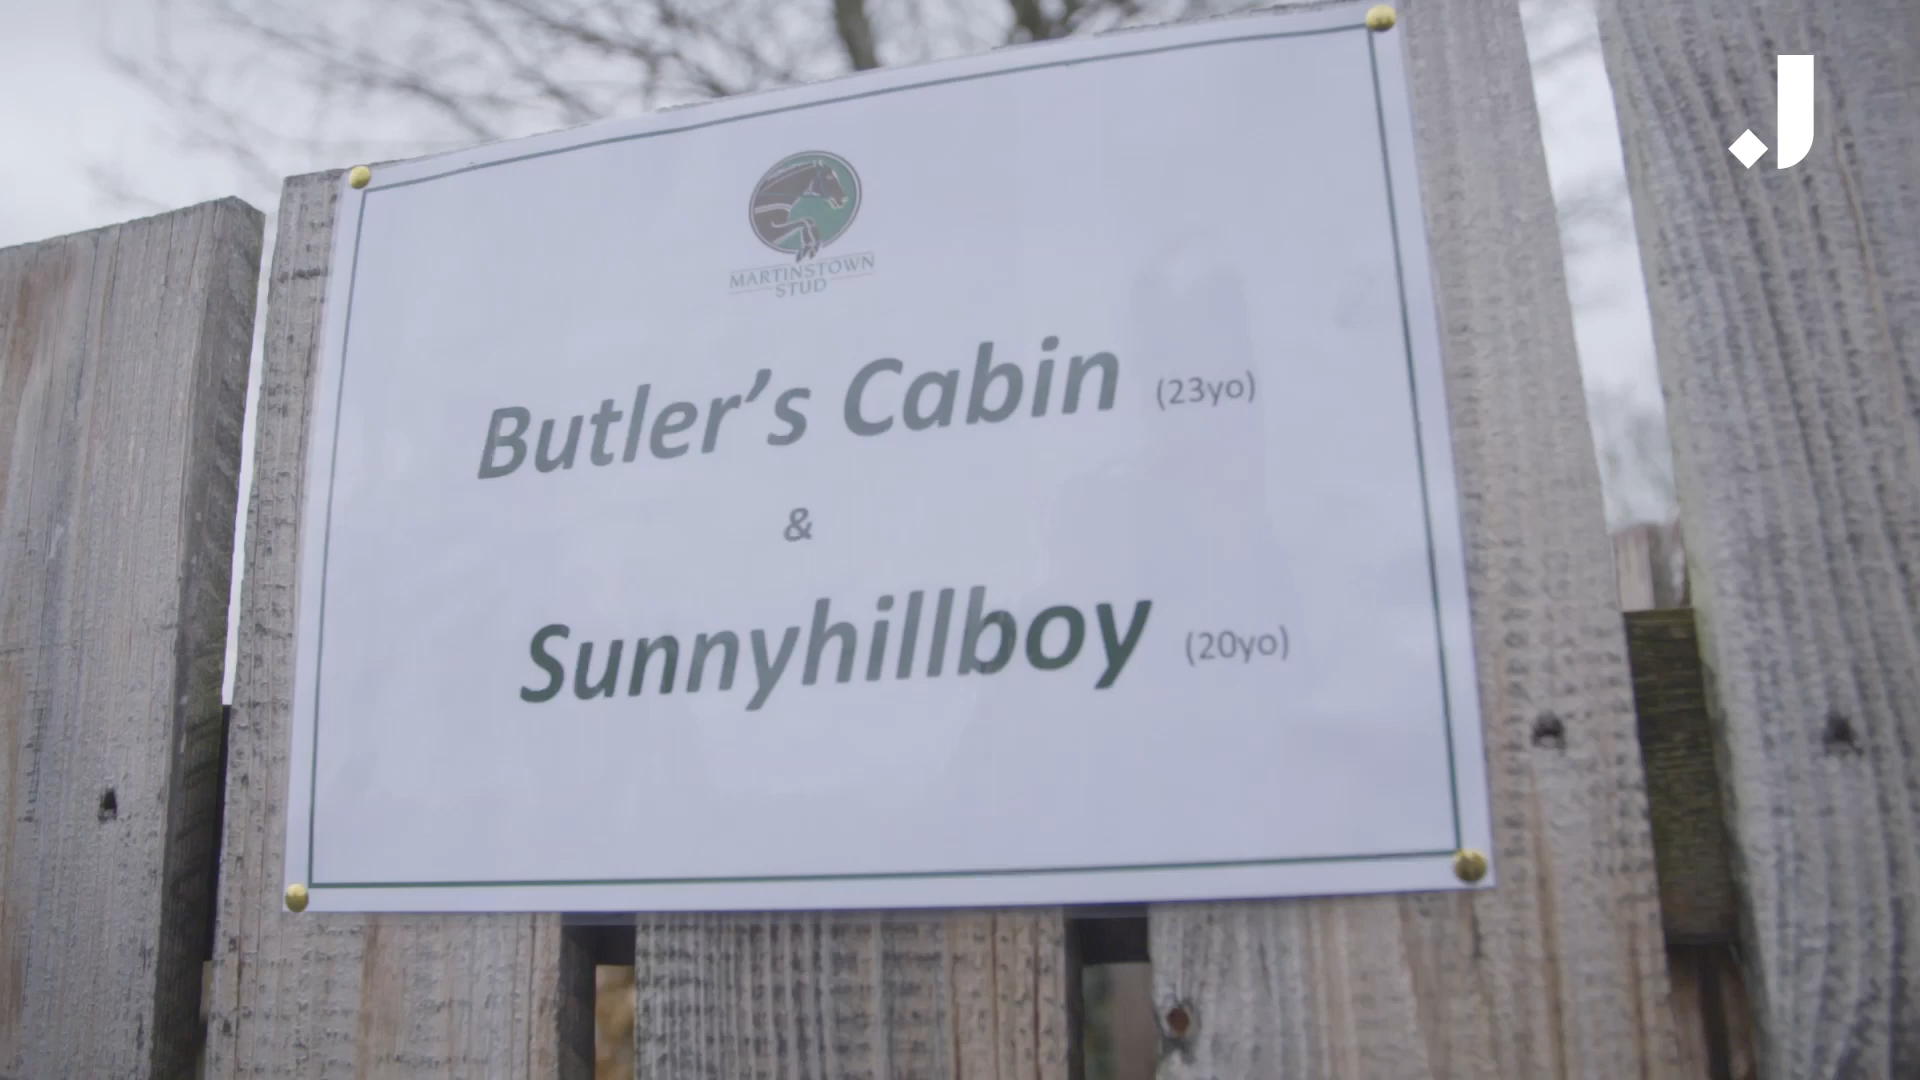 MARTINSTOWN
STUD
Butler's Cabin (23yo)
&
Sunnyhillboy (20yo)
J